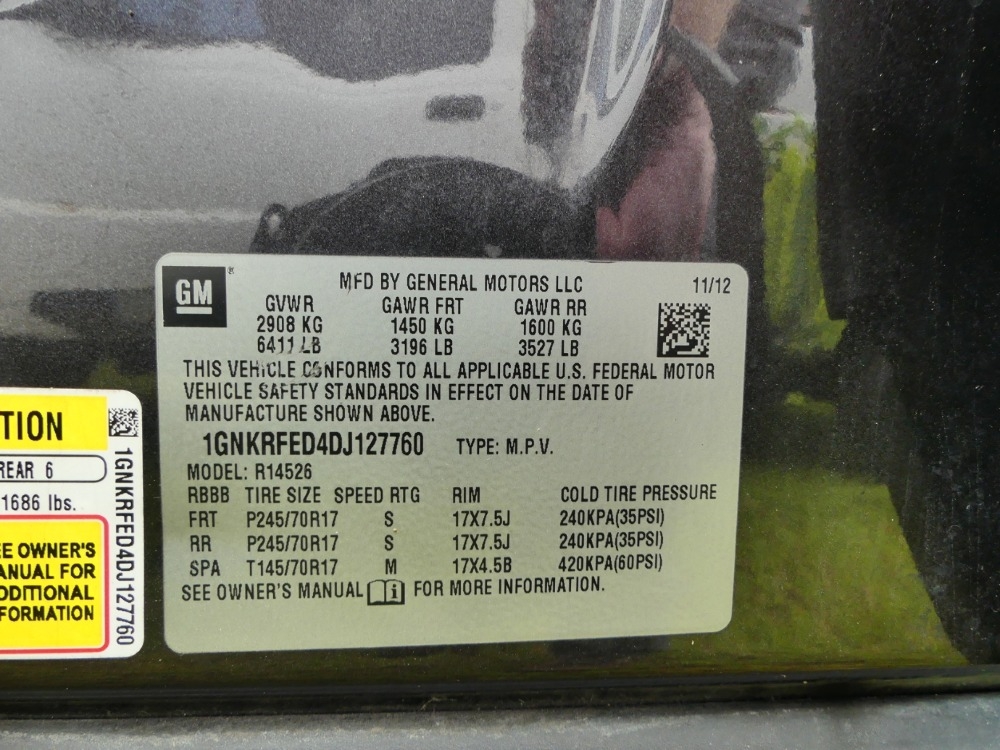 GM ®
MFD BY GENERAL MOTORS LLC 11/12
GVWR GAWR FRT GAWR RR
2908 KG 1450 KG 1600 KG
6411 LB 3196 LB 3527 LB
THIS VEHICLE CONFORMS TO ALL APPLICABLE U.S. FEDERAL MOTOR
VEHICLE SAFETY STANDARDS IN EFFECT ON THE DATE OF
MANUFACTURE SHOWN ABOVE.
1GNKRFED4DJ127760 TYPE: M.P.V.
MODEL: R14526
RBBB TIRE SIZE SPEED RTG RIM COLD TIRE PRESSURE
FRT P245/70R17 S 17X7.5J 240KPA(35PSI)
RR P245/70R17 S 17X7.5J 240KPA(35PSI)
SPA T145/70R17 M 17X4.5B 420KPA(60PSI)
SEE OWNER'S MANUAL i FOR MORE INFORMATION.
TION
REAR 6
1686 lbs.
EE OWNER'S
ANUAL FOR
DDITIONAL
FORMATION
1GNKRFED4DJ127760